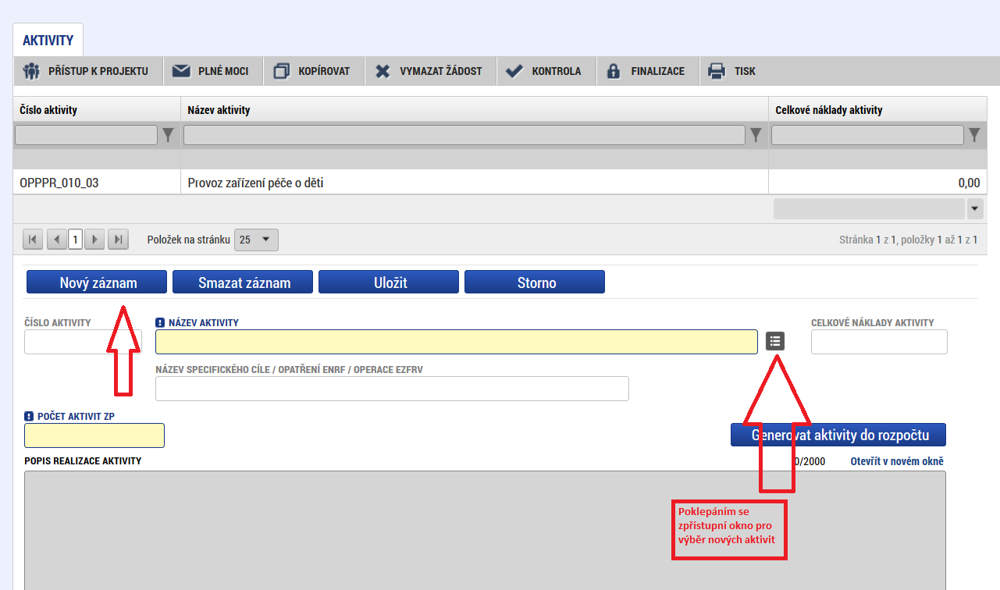 AKTIVITY
PŘÍSTUP K PROJEKTU PLNÉ MOCI KOPÍROVAT VYMAZAT ŽÁDOST KONTROLA FINALIZACE TISK
Číslo aktivity Název aktivity Celkové náklady aktivity
OPPPR_010_03 Provoz zařízení péče o děti 0,00
1 Položek na stránku 25 Stránka 1 z 1, položky 1 až 1 z 1
Nový záznam Smazat záznam Uložit Storno
ČÍSLO AKTIVITY NÁZEV AKTIVITY CELKOVÉ NÁKLADY AKTIVITY
NÁZEV SPECIFICKÉHO CÍLE / OPATŘENÍ ENRF / OPERACE EZFRV
POČET AKTIVIT ZP
Generovat aktivity do rozpočtu
POPIS REALIZACE AKTIVITY 0/2000 Otevřít v novém okně
Poklepáním se
zpřístupní okno pro
výběr nových aktivit